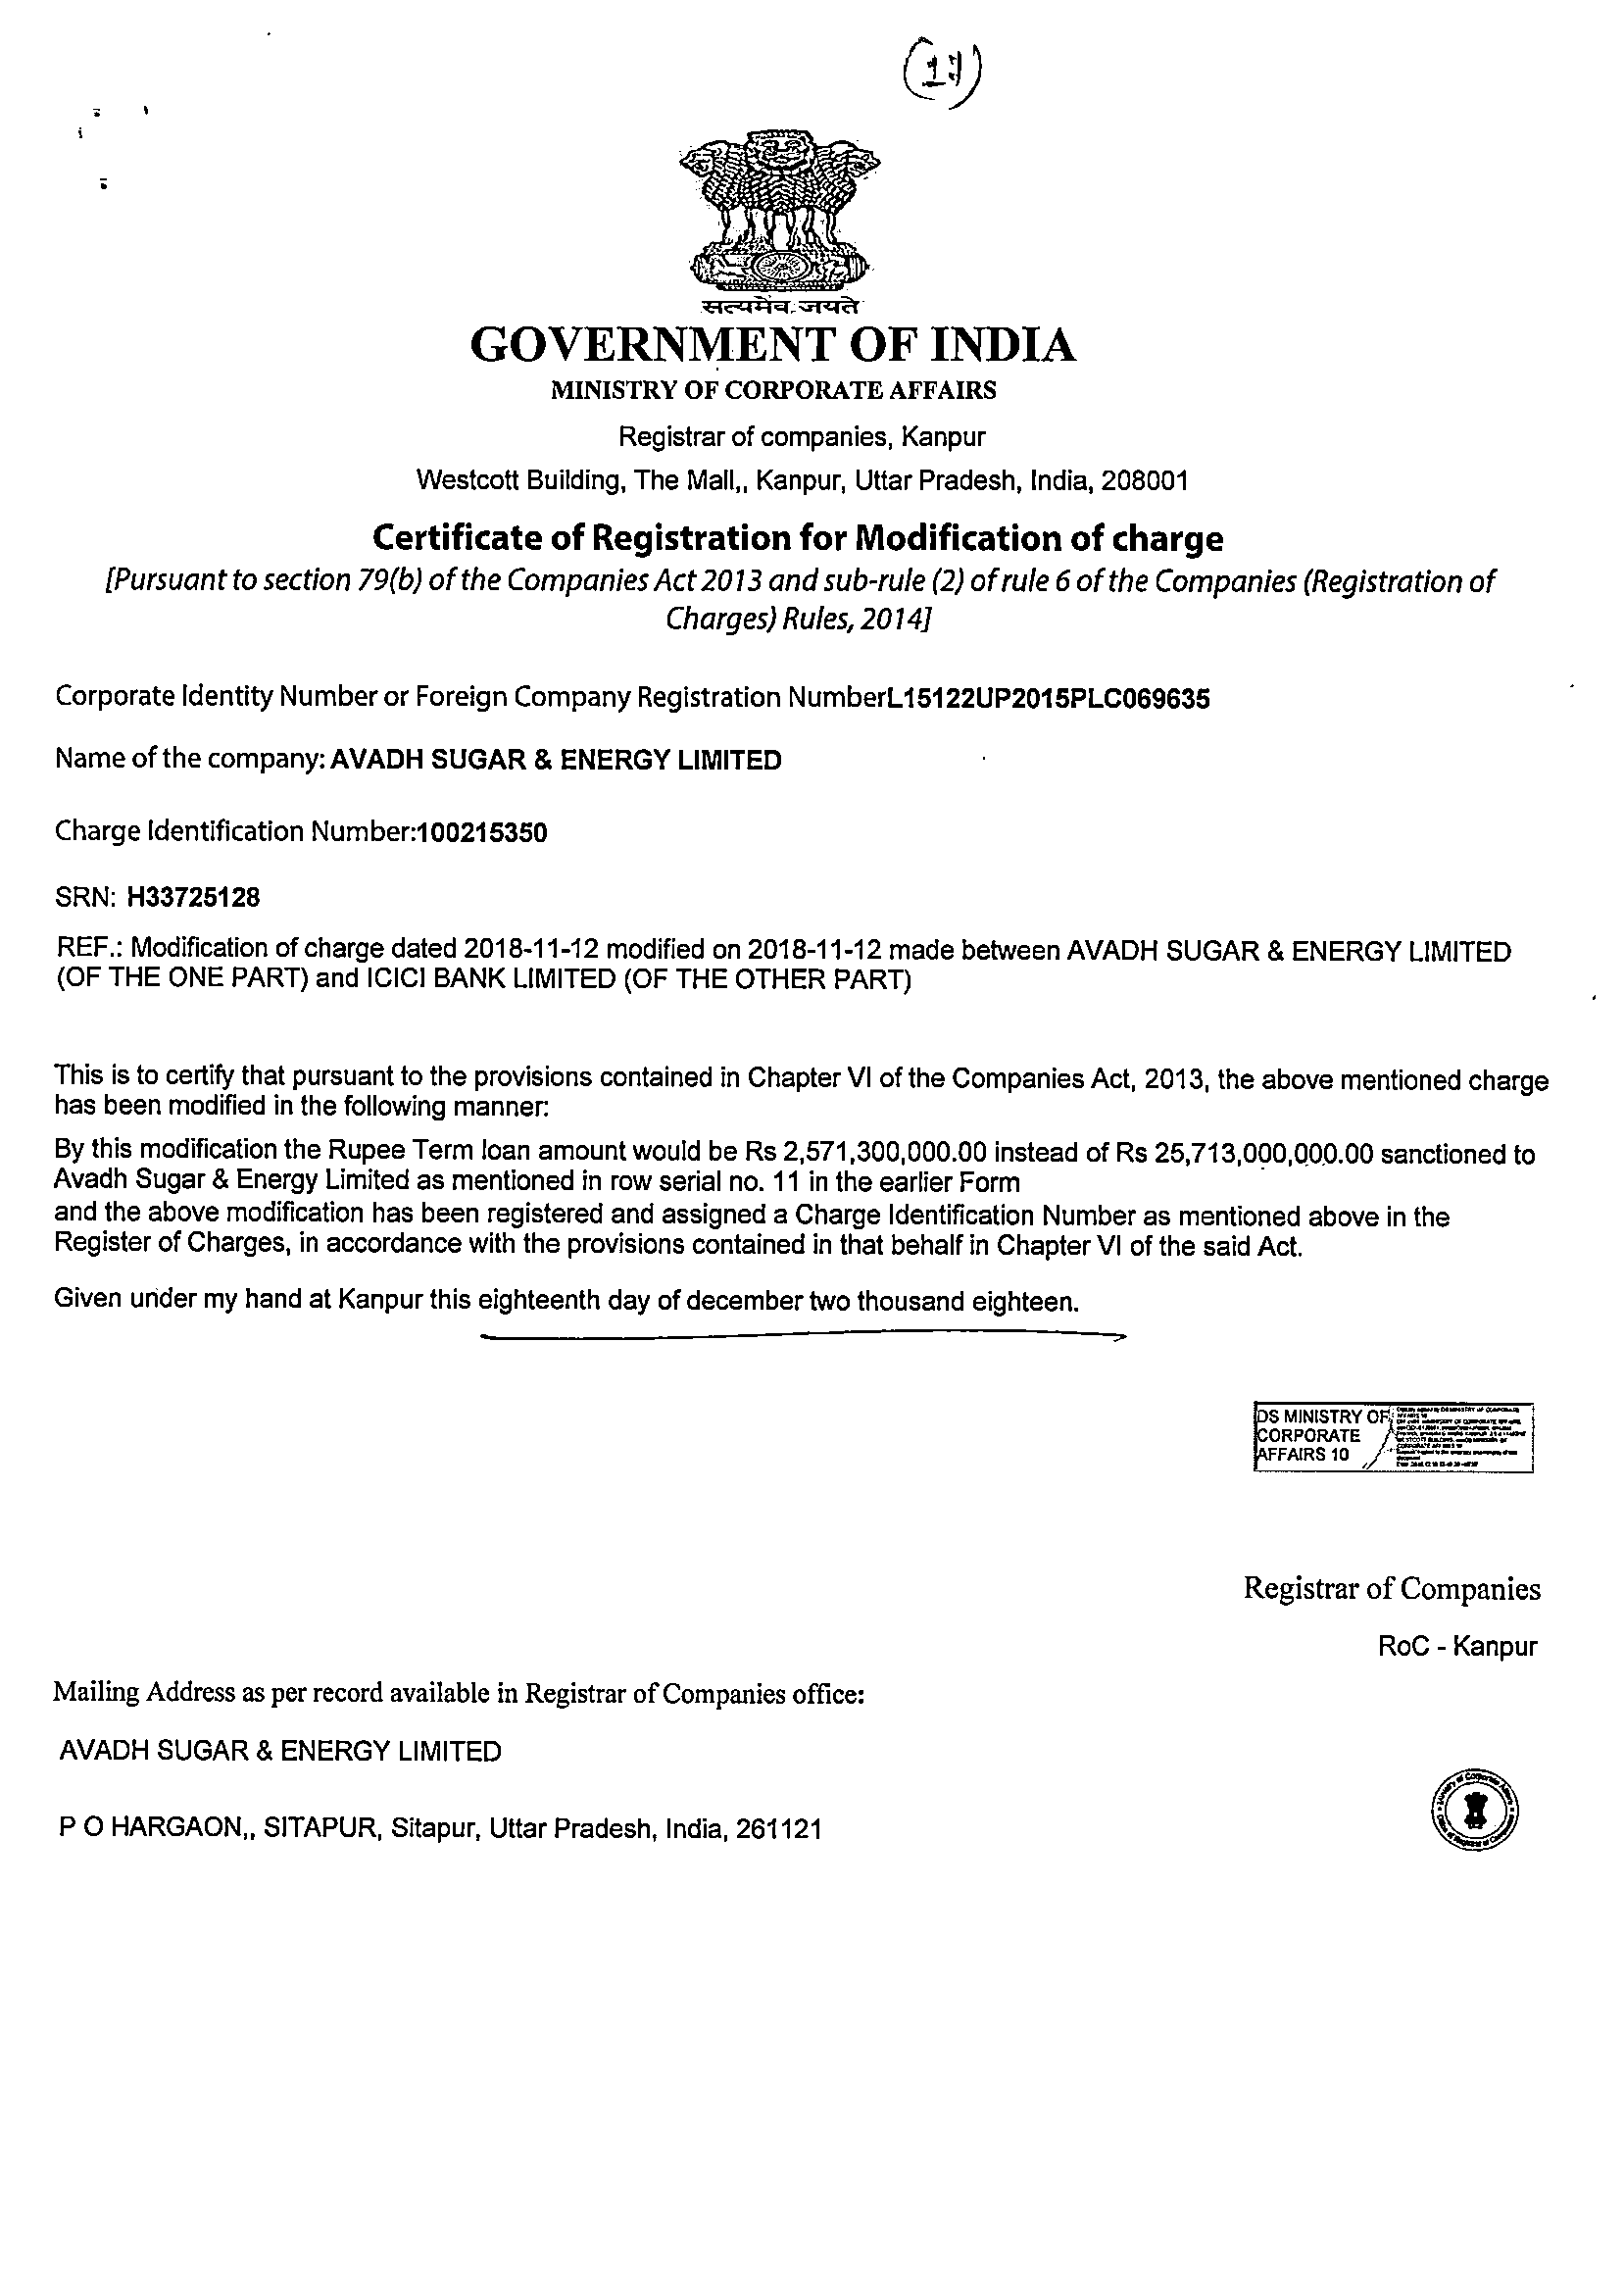 सत्यमेव जयते
GOVERNMENT OF INDIA
MINISTRY OF CORPORATE AFFAIRS
Registrar of companies, Kanpur
Westcott Building, The Mall,, Kanpur, Uttar Pradesh, India, 208001
Certificate of Registration for Modification of charge
[Pursuant to section 79(b) of the Companies Act 2013 and sub-rule (2) of rule 6 of the Companies (Registration of
Charges) Rules, 2014]
Corporate Identity Number or Foreign Company Registration NumberL15122UP2015PLC069635
Name of the company: AVADH SUGAR & ENERGY LIMITED
Charge Identification Number:100215350
SRN: H33725128
REF.: Modification of charge dated 2018-11-12 modified on 2018-11-12 made between AVADH SUGAR & ENERGY LIMITED
(OF THE ONE PART) and ICICI BANK LIMITED (OF THE OTHER PART)
This is to certify that pursuant to the provisions contained in Chapter VI of the Companies Act, 2013, the above mentioned charge
has been modified in the following manner:
By this modification the Rupee Term loan amount would be Rs 2,571,300,000.00 instead of Rs 25,713,000,000.00 sanctioned to
Avadh Sugar & Energy Limited as mentioned in row serial no. 11 in the earlier Form
and the above modification has been registered and assigned a Charge Identification Number as mentioned above in the
Register of Charges, in accordance with the provisions contained in that behalf in Chapter VI of the said Act.
Given under my hand at Kanpur this eighteenth day of december two thousand eighteen.
DS MINISTRY OF
CORPORATE
AFFAIRS 10
Registrar of Companies
RoC - Kanpur
Mailing Address as per record available in Registrar of Companies office:
AVADH SUGAR & ENERGY LIMITED
P O HARGAON,, SITAPUR, Sitapur, Uttar Pradesh, India, 261121